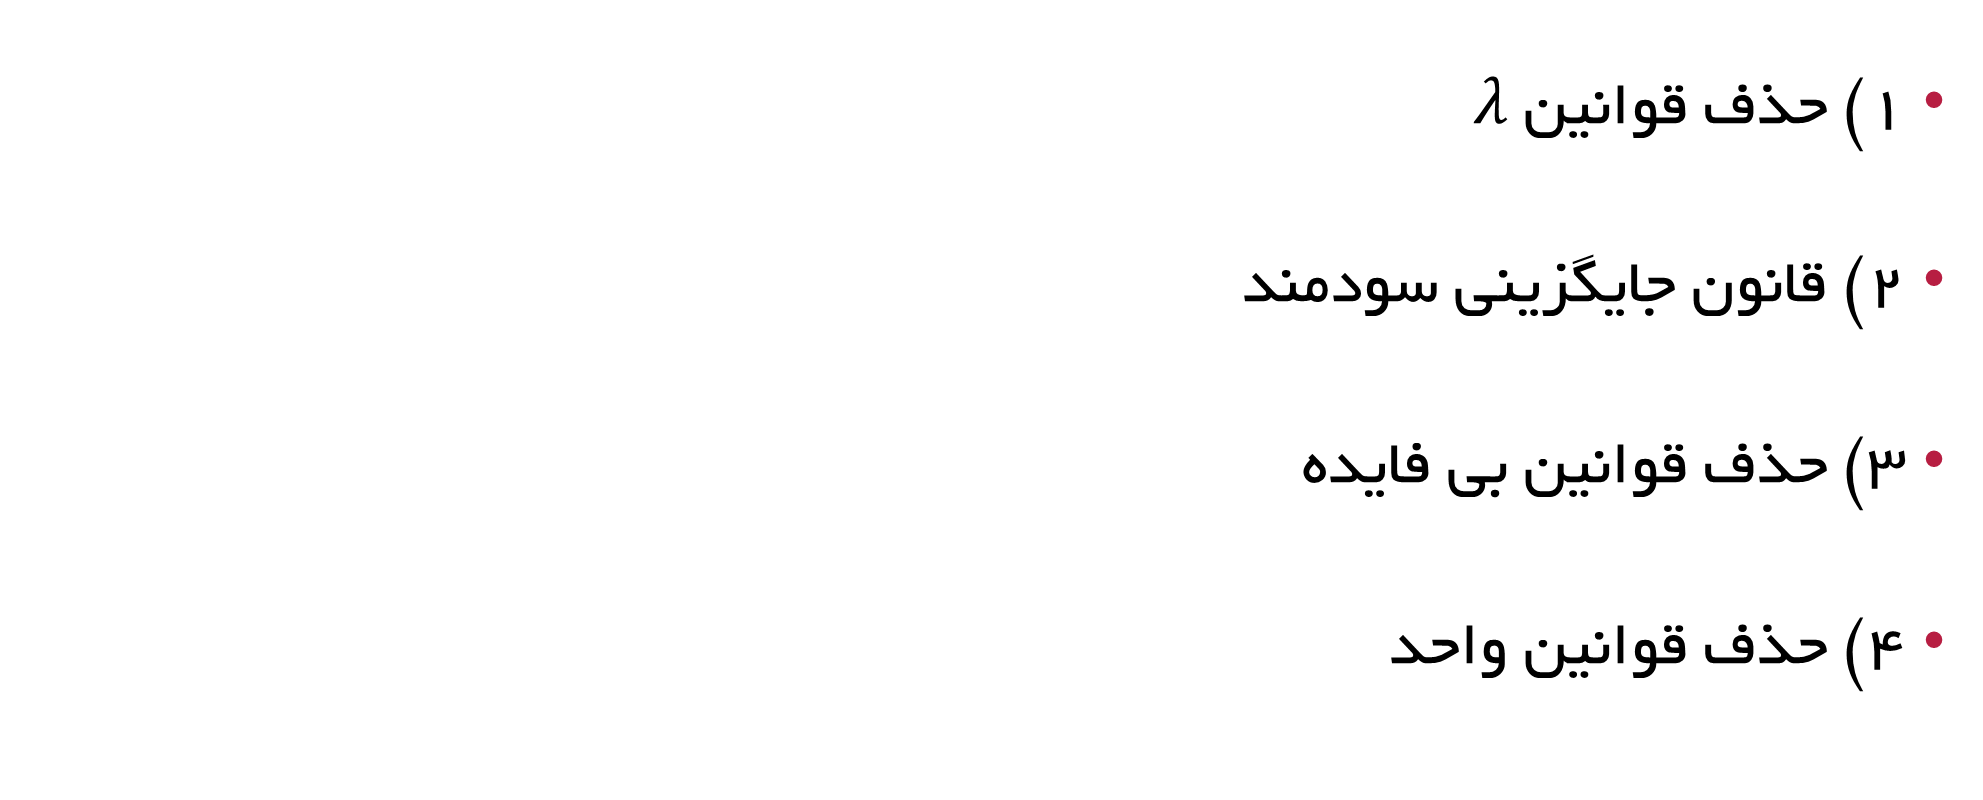 • ۱) حذف قوانین λ
• ۲) قانون جایگزینی سودمند
• ۳) حذف قوانین بی فایده
• ۴) حذف قوانین واحد